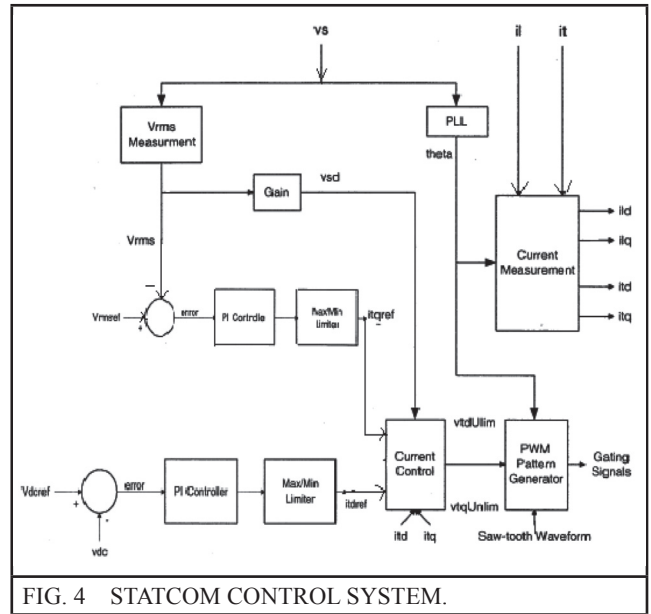 vs
il
it
Vrms
Measurment
PLL
theta
Gain
vsd
Vrms
Current
Measurement
ild
ilq
itd
itq
−
Vrmsref
+
error
PI Contrdle
Max/Min
Limiter
itqref
Vdcref
+
-
error
PI Controller
Max/Min
Limiter
itdref
vdc
Current
Control
itd
itq
vtdUlim
vtqUnlim
PWM
Pattern
Generator
Gating
Signals
Saw-tooth Waveform
FIG. 4 STATCOM CONTROL SYSTEM.